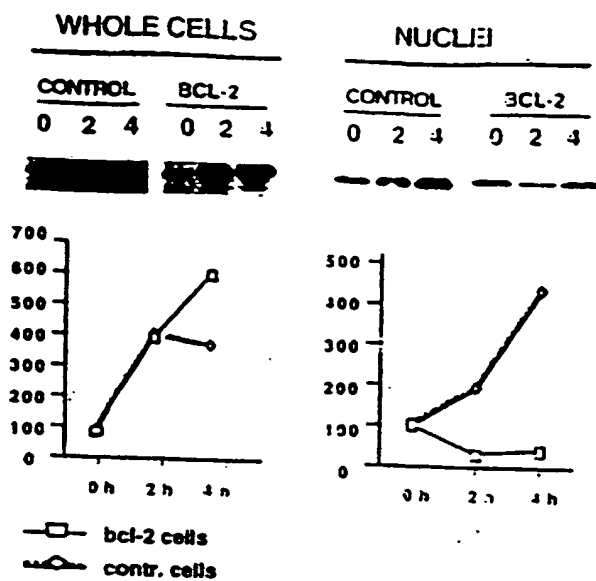 WHOLE CELLS
CONTROL BCL-2
0 2 4 0 2 4
700
600
500
400
300
200
100
0
0 h 2 h 4 h
NUCLEI
CONTROL 3CL-2
0 2 4 0 2 4
500
400
300
200
100
0
0 h 2 h 4 h
bcl-2 cells
contr. cells